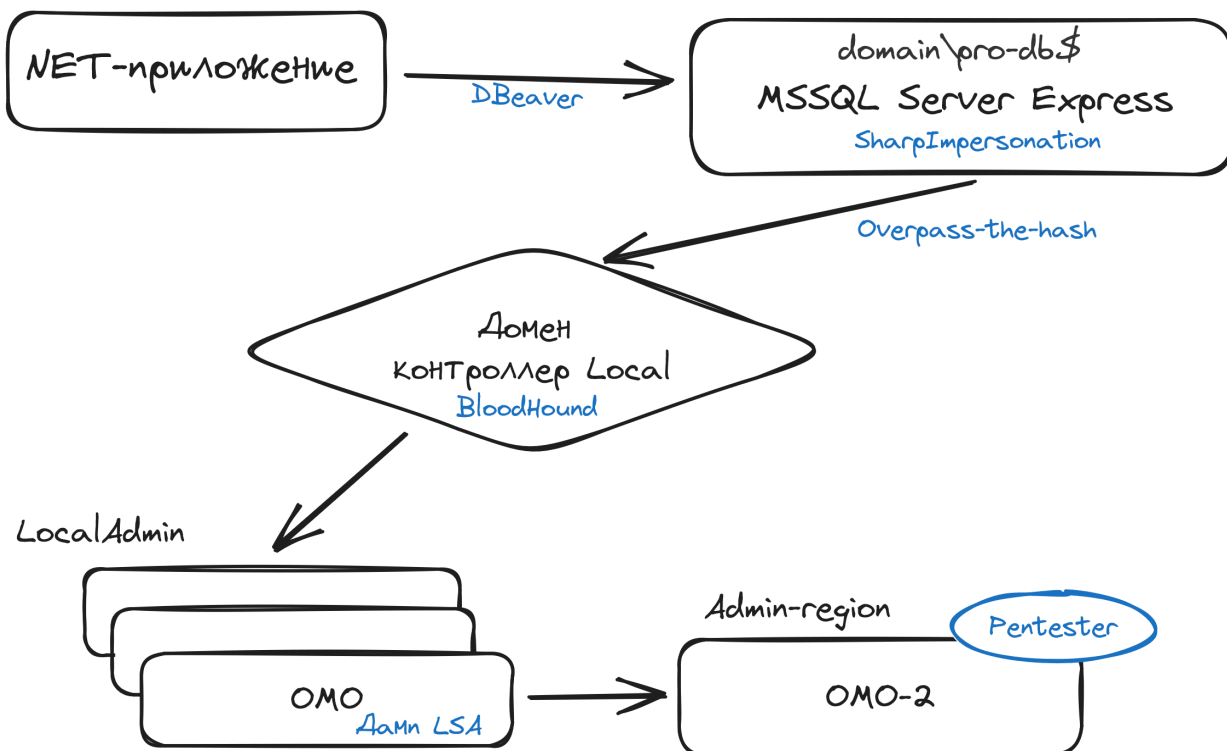 NET-приложение
DBeaver
domain\pro-db$
MSSQL Server Express
SharpImpersonation
Overpass-the-hash
Домен
контроллер Local
BloodHound
LocalAdmin
ОМО
Дамп LSA
Admin-region
Pentester
ОМО-2